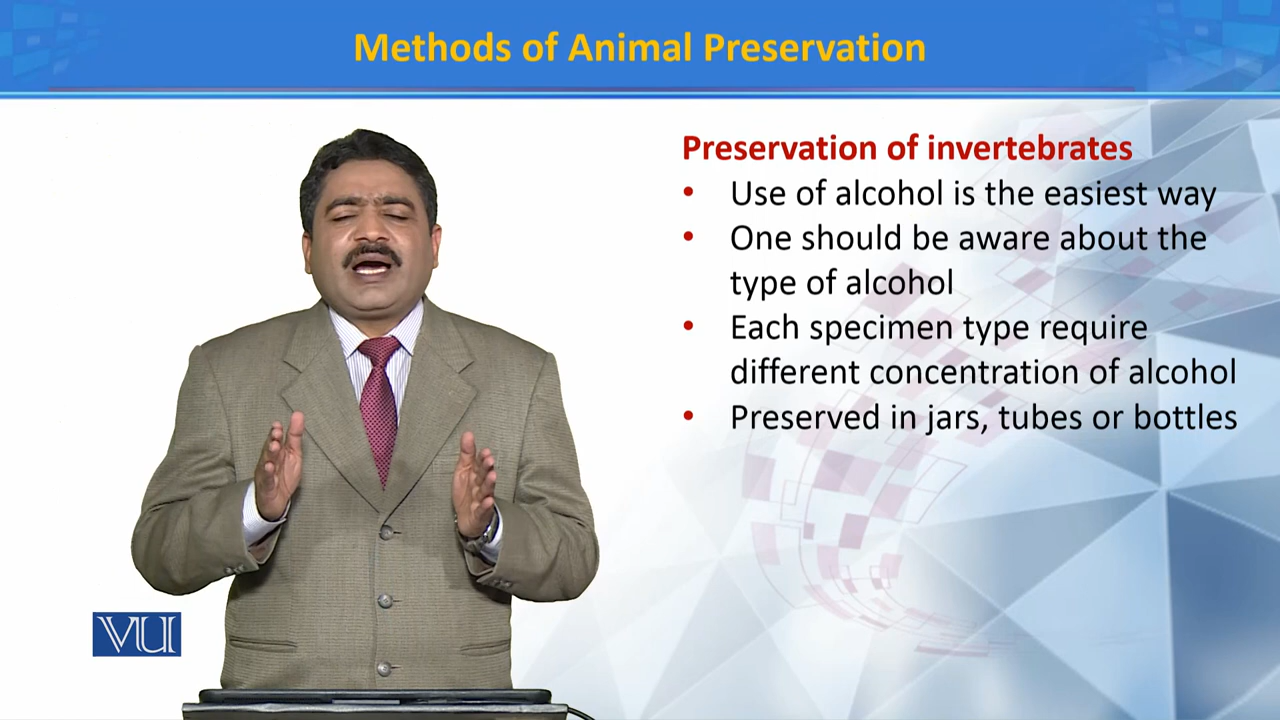 Methods of Animal Preservation
Preservation of invertebrates
• Use of alcohol is the easiest way
• One should be aware about the
type of alcohol
• Each specimen type require
different concentration of alcohol
• Preserved in jars, tubes or bottles
VU